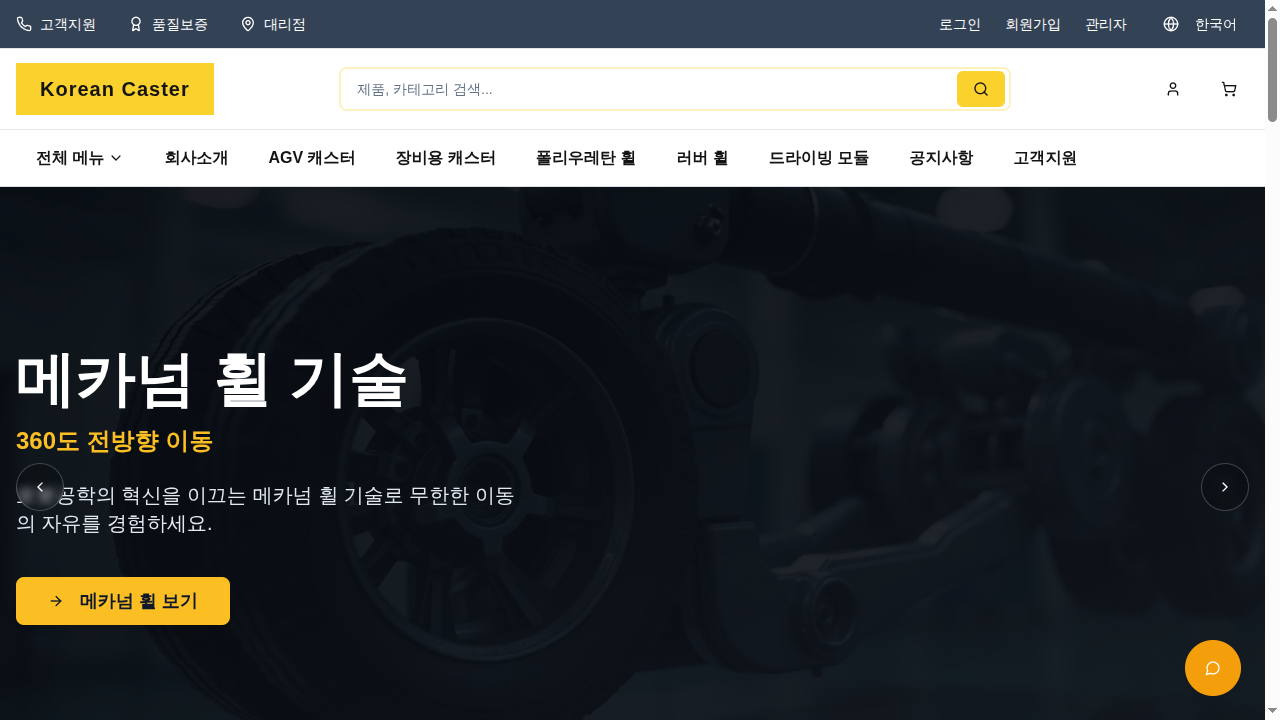 고객지원
품질보증
대리점
로그인
회원가입
관리자
한국어
Korean Caster
제품, 카테고리 검색...
전체 메뉴
회사소개
AGV 캐스터
장비용 캐스터
폴리우레탄 휠
러버 휠
드라이빙 모듈
공지사항
고객지원
메카넘 휠 기술
360도 전방향 이동
공학의 혁신을 이끄는 메카넘 휠 기술로 무한한 이동
의 자유를 경험하세요.
메카넘 휠 보기